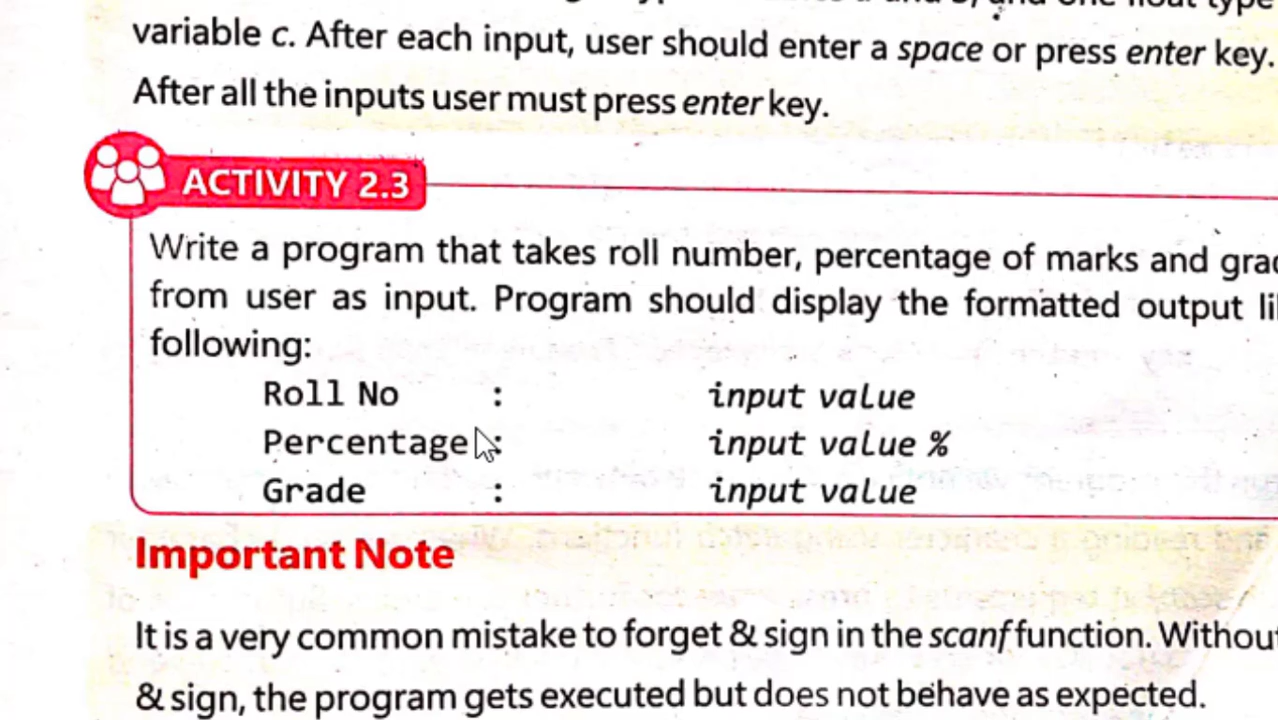 variable c. After each input, user should enter a space or press enter key.
After all the inputs user must press enter key.
ACTIVITY 2.3
Write a program that takes roll number, percentage of marks and
from user as input. Program should display the formatted output
following:
Roll No : input value
Percentage : input value %
Grade : input value
Important Note
It is a very common mistake to forget & sign in the scanf function. Without
& sign, the program gets executed but does not behave as expected.